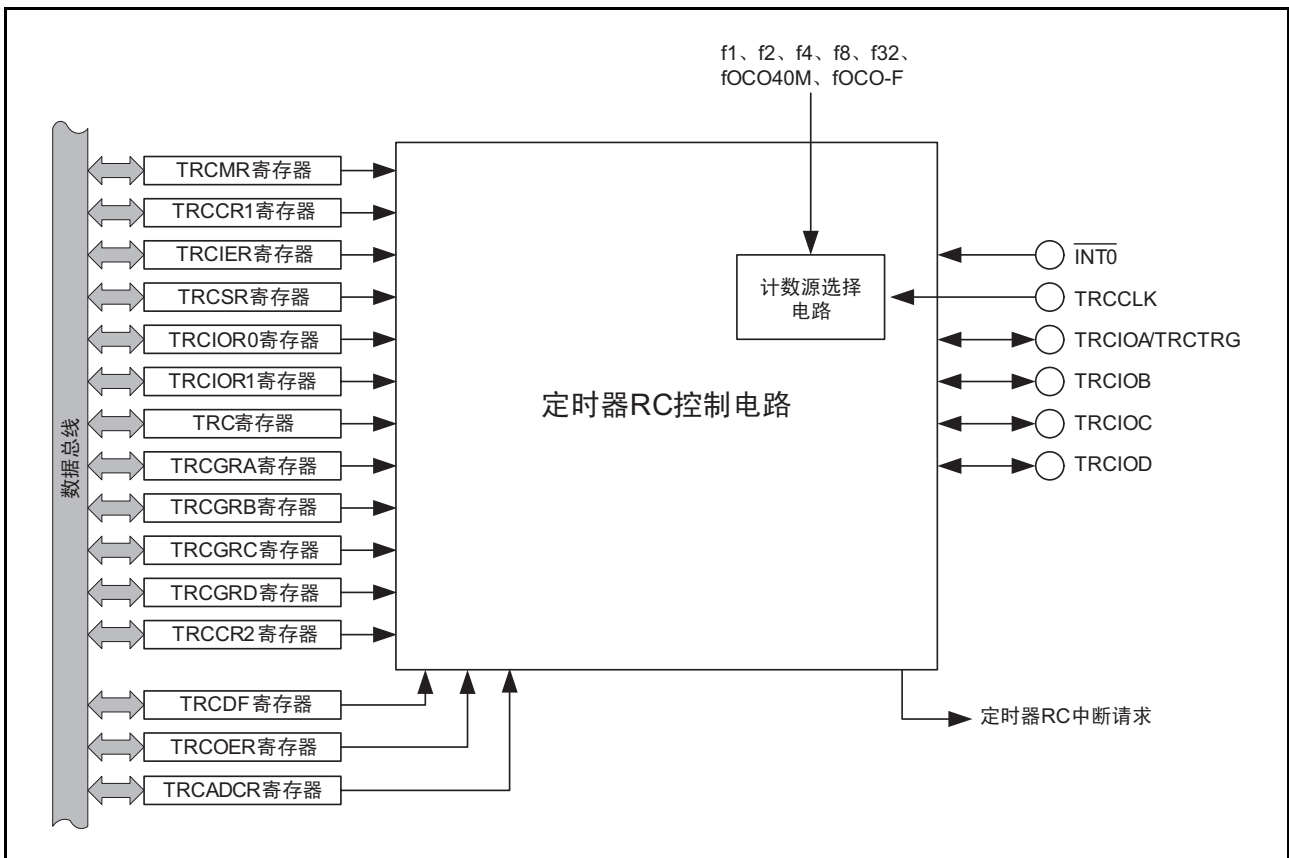 f1、f2、f4、f8、f32、
fOCO40M、fOCO-F
数据总线
TRCMR寄存器
TRCCR1寄存器
TRCIER寄存器
TRCSR寄存器
TRCIOR0寄存器
TRCIOR1寄存器
TRC寄存器
TRCGRA寄存器
TRCGRB寄存器
TRCGRC寄存器
TRCGRD寄存器
TRCCR2寄存器
TRCDF寄存器
TRCOER寄存器
TRCADCR寄存器
计数源选择
电路
定时器RC控制电路
INT0
TRCCLK
TRCIOA/TRCTRG
TRCIOB
TRCIOC
TRCIOD
定时器RC中断请求